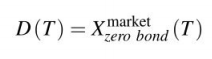 D(T) = X^{market}_{zero bond}(T)